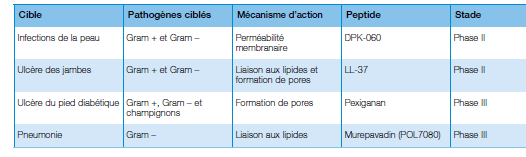 Cible Pathogènes ciblés Mécanisme d'action Peptide Stade
Infections de la peau Gram + et Gram – Perméabilité DPK-060 Phase II
membranaire
Ulcère des jambes Gram + et Gram – Liaison aux lipides et LL-37 Phase II
formation de pores
Ulcère du pied diabétique Gram +, Gram – et Formation de pores Pexiganan Phase III
champignons
Pneumonie Gram – Liaison aux lipides Murepavadin (POL7080) Phase III